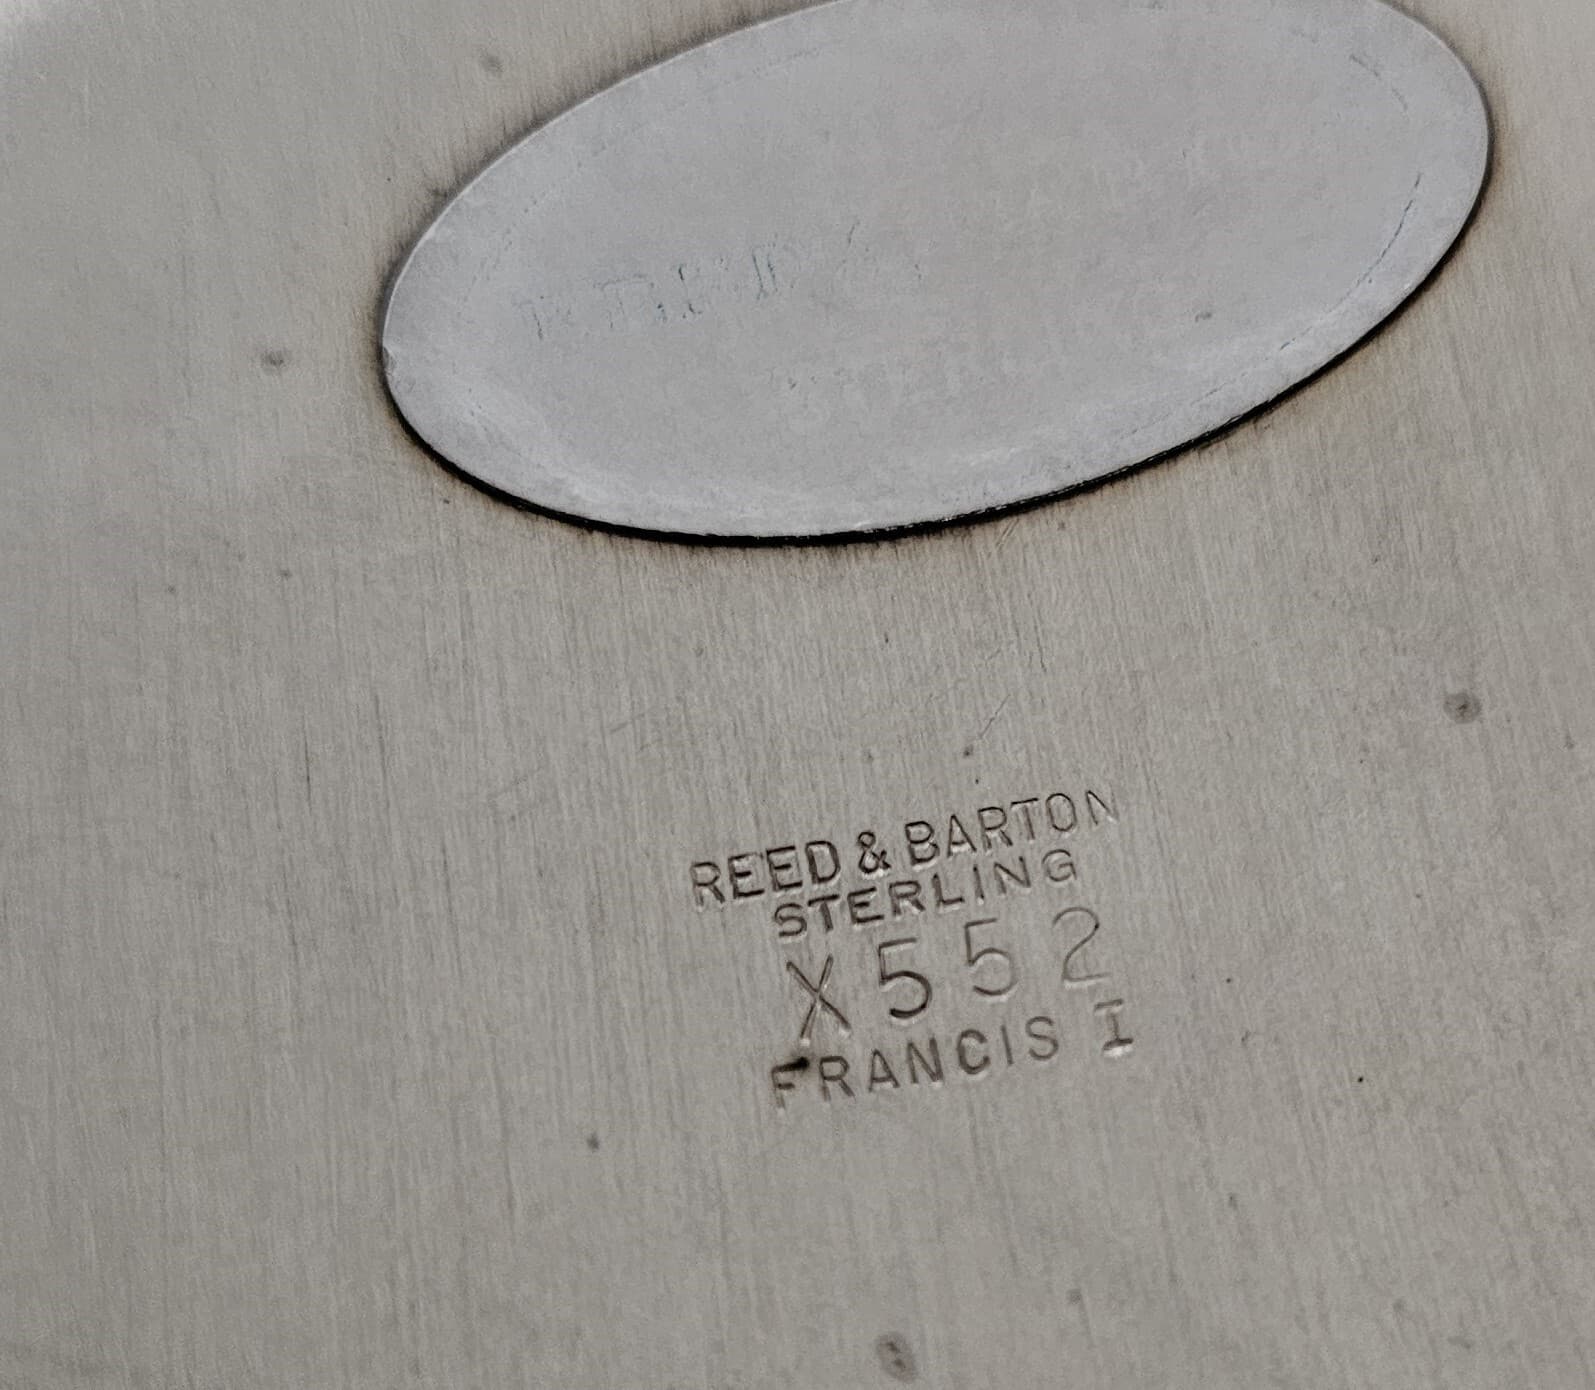 REED & BARTON
STERLING
X552
FRANCIS I